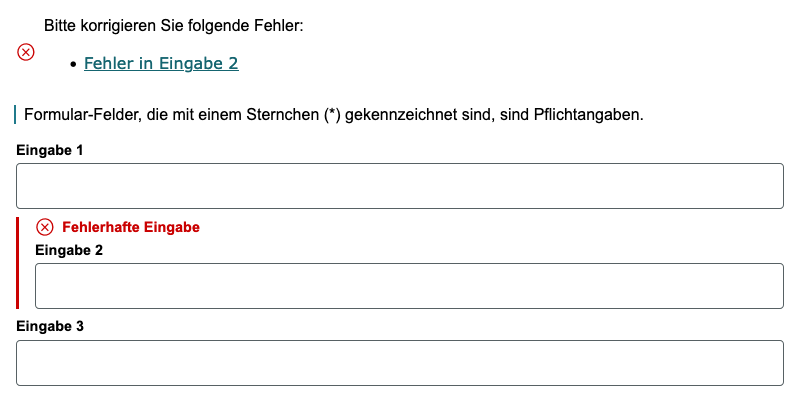 Bitte korrigieren Sie folgende Fehler:
• Fehler in Eingabe 2
Formular-Felder, die mit einem Sternchen (*) gekennzeichnet sind, sind Pflichtangaben.
Eingabe 1
Fehlerhafte Eingabe
Eingabe 2
Eingabe 3